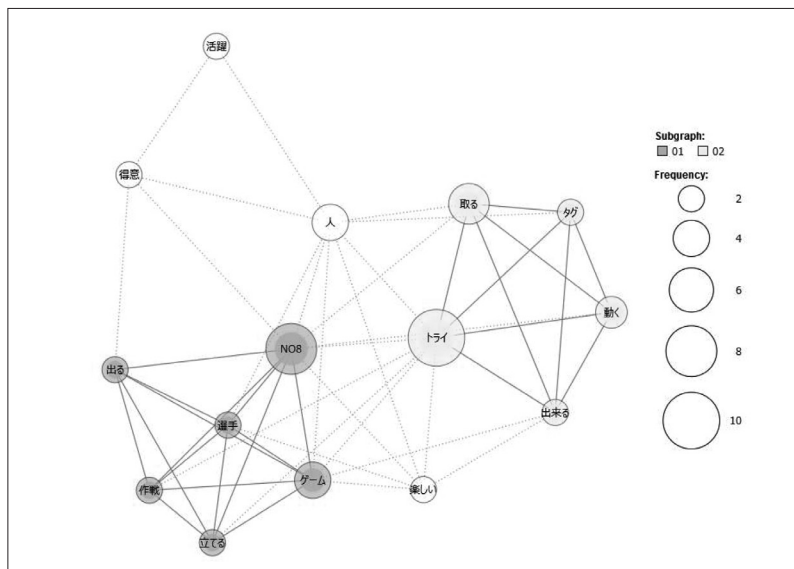 活躍
得意
人
取る
タグ
動く
NO8
トライ
出る
選手
出来る
作戦
ゲーム
楽しい
立てる
Subgraph:
01 02
Frequency:
2
4
6
8
10